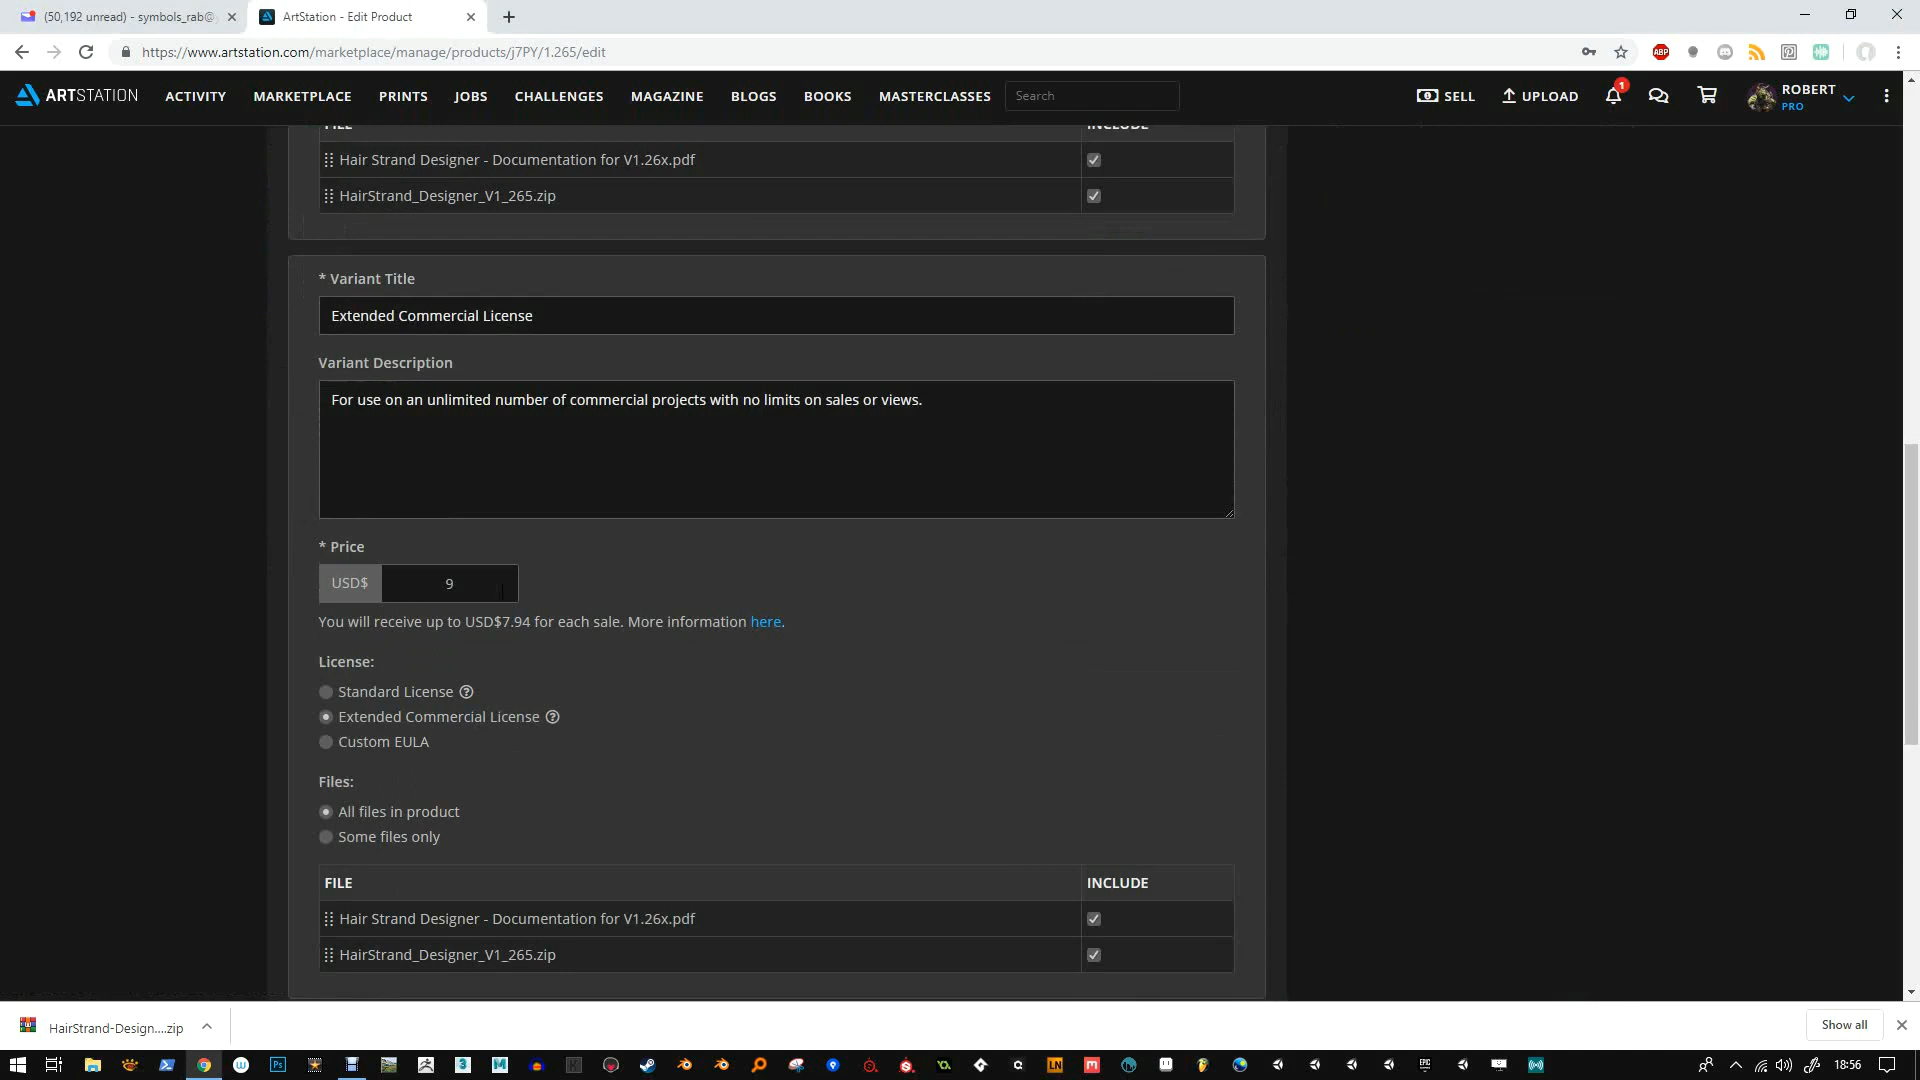 (50,192 unread) - symbols_rab@
ArtStation - Edit Product
https://www.artstation.com/marketplace/manage/products/j7PY/1.265/edit
ARTSTATION
ACTIVITY
MARKETPLACE
PRINTS
JOBS
CHALLENGES
MAGAZINE
BLOGS
BOOKS
MASTERCLASSES
Search
SELL
UPLOAD
1
ROBERT
PRO
FILE INCLUDE
Hair Strand Designer - Documentation for V1.26x.pdf
HairStrand_Designer_V1_265.zip
* Variant Title
Extended Commercial License
Variant Description
For use on an unlimited number of commercial projects with no limits on sales or views.
* Price
USD$ 9
You will receive up to USD$7.94 for each sale. More information here.
License:
Standard License
Extended Commercial License
Custom EULA
Files:
All files in product
Some files only
FILE INCLUDE
Hair Strand Designer - Documentation for V1.26x.pdf
HairStrand_Designer_V1_265.zip
HairStrand-Design....zip
Show all
18:56